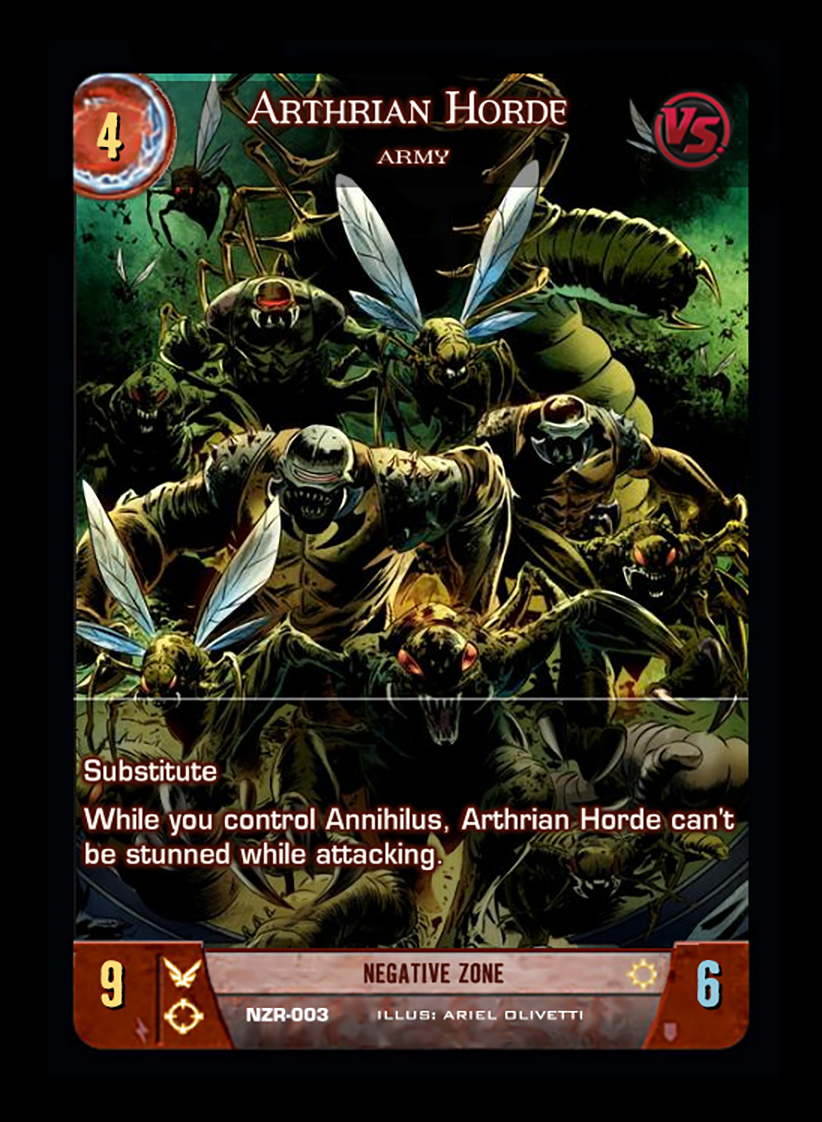 4
Arthrian Horde
VS.
ARMY
Substitute
While you control Annihilus, Arthrian Horde can't
be stunned while attacking.
9
NEGATIVE ZONE
6
NZR-003 ILLUS: ARIEL OLIVETTI